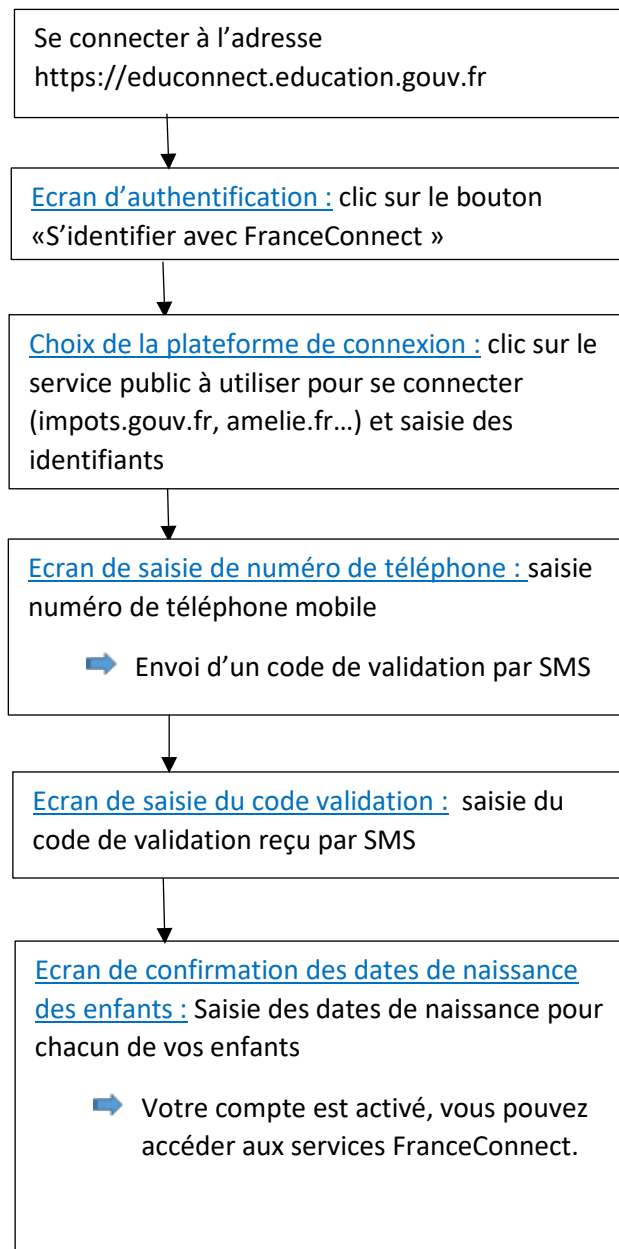 Se connecter à l’adresse
https://educonnect.education.gouv.fr
Ecran d’authentification : clic sur le bouton
«S’identifier avec FranceConnect »
Choix de la plateforme de connexion : clic sur le
service public à utiliser pour se connecter
(impots.gouv.fr, amelie.fr…) et saisie des
identifiants
Ecran de saisie de numéro de téléphone : saisie
numéro de téléphone mobile
Envoi d’un code de validation par SMS
Ecran de saisie du code validation : saisie du
code de validation reçu par SMS
Ecran de confirmation des dates de naissance
des enfants : Saisie des dates de naissance pour
chacun de vos enfants
Votre compte est activé, vous pouvez
accéder aux services FranceConnect.